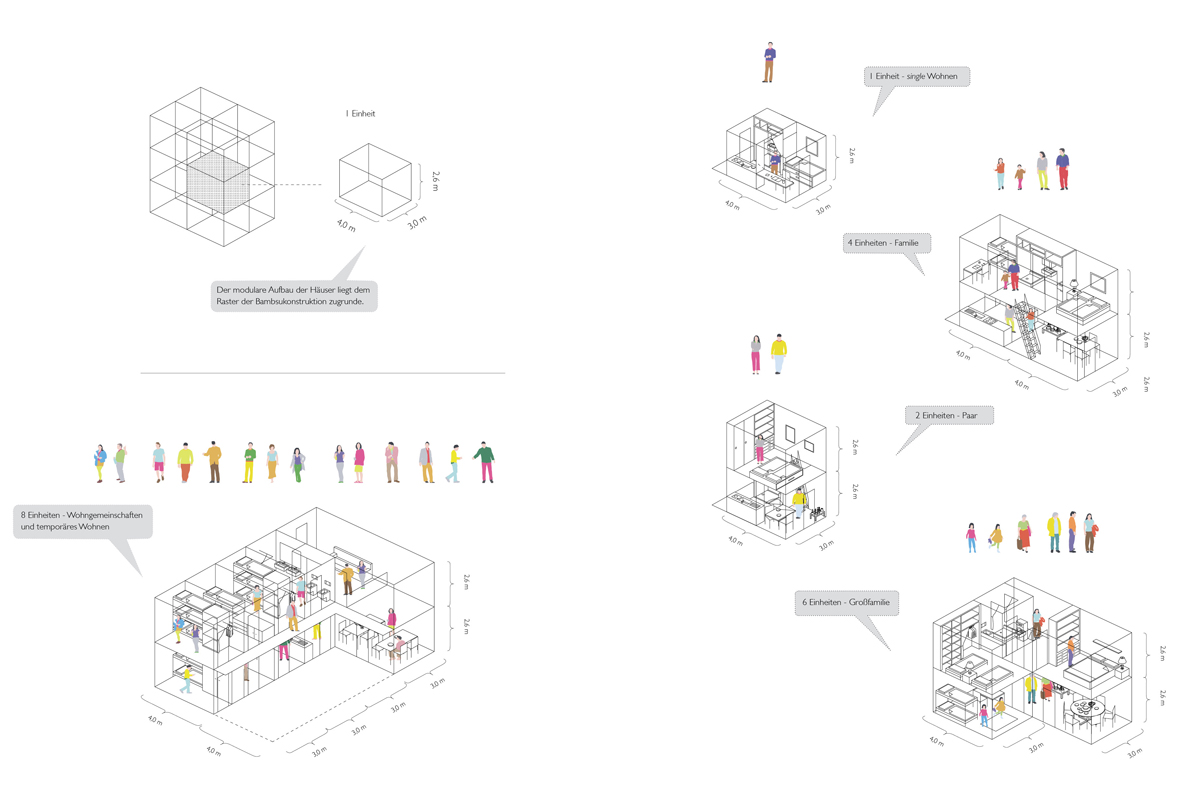 1 Einheit
2,6 m
4,0 m
3,0 m
Der modulare Aufbau der Häuser liegt dem
Raster der Bambsukonstruktion zugrunde.
8 Einheiten - Wohngemeinschaften
und temporäres Wohnen
2,6 m
2,6 m
4,0 m
4,0 m
3,0 m
3,0 m
3,0 m
3,0 m
1 Einheit - single Wohnen
2,6 m
4,0 m
3,0 m
4 Einheiten - Familie
2,6 m
2,6 m
4,0 m
4,0 m
3,0 m
2 Einheiten - Paar
2,6 m
2,6 m
4,0 m
3,0 m
6 Einheiten - Großfamilie
2,6 m
2,6 m
4,0 m
3,0 m
3,0 m